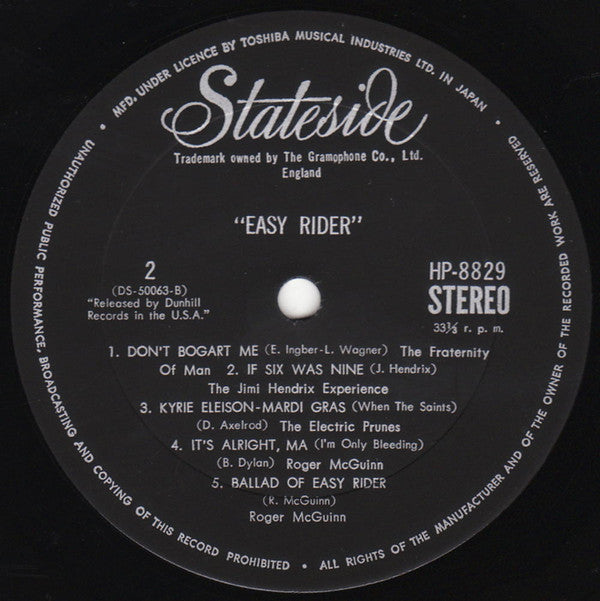 • MFD. UNDER LICENCE BY TOSHIBA MUSICAL INDUSTRIES LTD. IN JAPAN •
Stateside
Trademark owned by The Gramophone Co., Ltd.
England
"EASY RIDER"
2
(DS-50063-B)
"Released by Dunhill
Records in the U.S.A."
HP-8829
STEREO
33⅓ r. p. m.
1. DON'T BOGART ME (E. Ingber-L. Wagner) The Fraternity
Of Man 2. IF SIX WAS NINE (J. Hendrix)
The Jimi Hendrix Experience
3. KYRIE ELEISON-MARDI GRAS (When The Saints)
(D. Axelrod) The Electric Prunes
4. IT'S ALRIGHT, MA (I'm Only Bleeding)
(B. Dylan) Roger McGuinn
5. BALLAD OF EASY RIDER
(R. McGuinn)
Roger McGuinn
UNAUTHORIZED PUBLIC PERFORMANCE, BROADCASTING AND COPYING OF THIS RECORD PROHIBITED • ALL RIGHTS OF THE MANUFACTURER AND OF THE OWNER OF THE RECORDED WORK ARE RESERVED